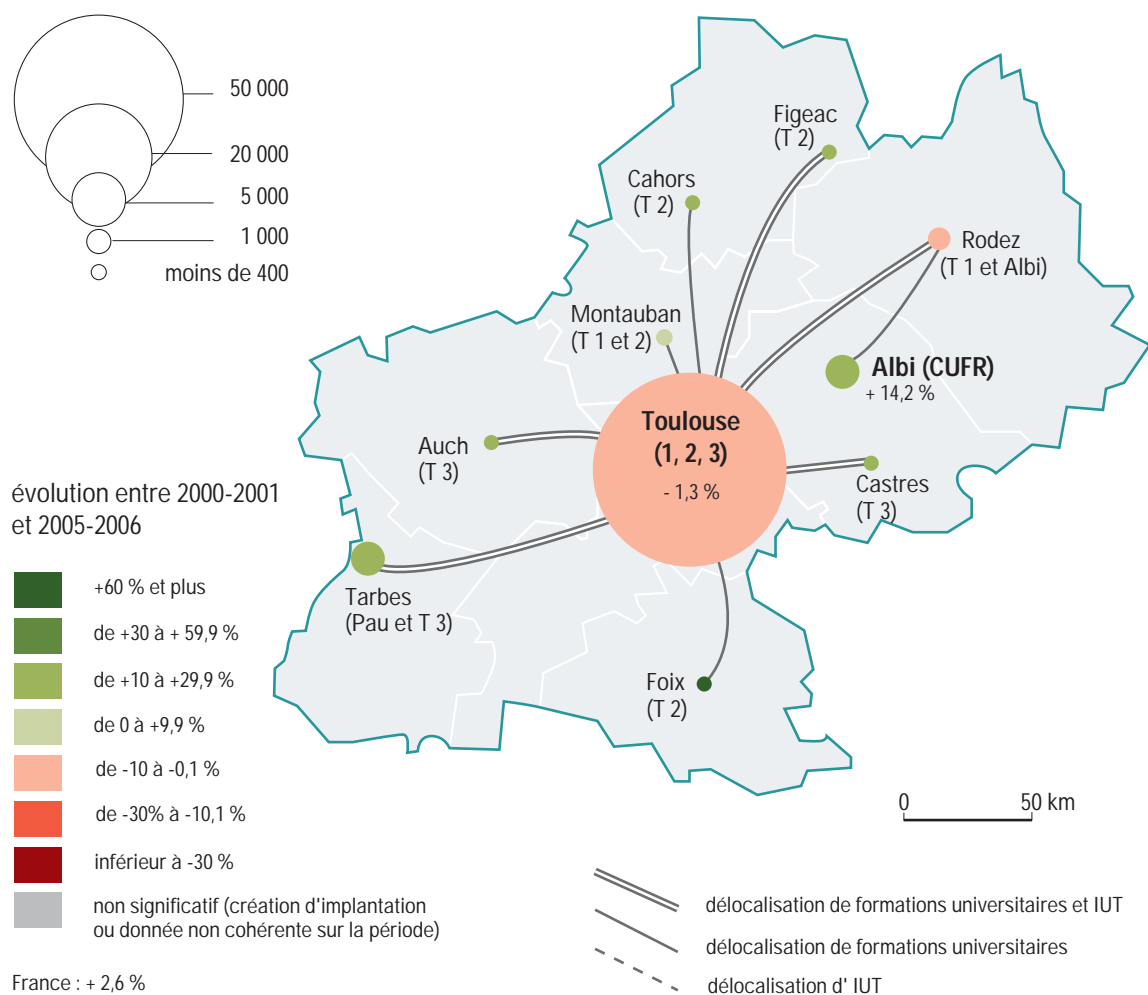 50 000
20 000
5 000
1 000
moins de 400
Figeac
(T 2)
Cahors
(T 2)
Rodez
(T 1 et Albi)
Montauban
(T 1 et 2)
Albi (CUFR)
+ 14,2 %
Toulouse
(1, 2, 3)
- 1,3 %
Auch
(T 3)
Castres
(T 3)
Tarbes
(Pau et T 3)
Foix
(T 2)
évolution entre 2000-2001
et 2005-2006
+60 % et plus
de +30 à + 59,9 %
de +10 à +29,9 %
de 0 à +9,9 %
de -10 à -0,1 %
de -30% à -10,1 %
inférieur à -30 %
non significatif (création d'implantation
ou donnée non cohérente sur la période)
France : + 2,6 %
0 50 km
délocalisation de formations universitaires et IUT
délocalisation de formations universitaires
délocalisation d' IUT